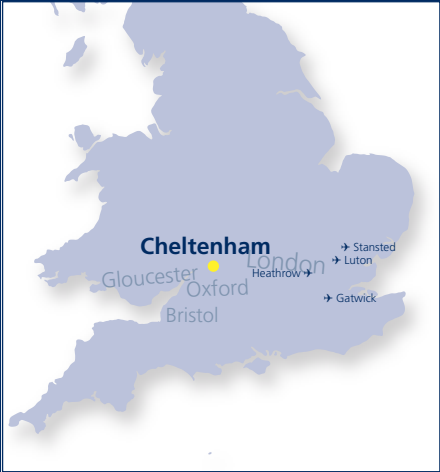 Cheltenham
Stansted
Luton
London
Heathrow
Gloucester
Oxford
Gatwick
Bristol